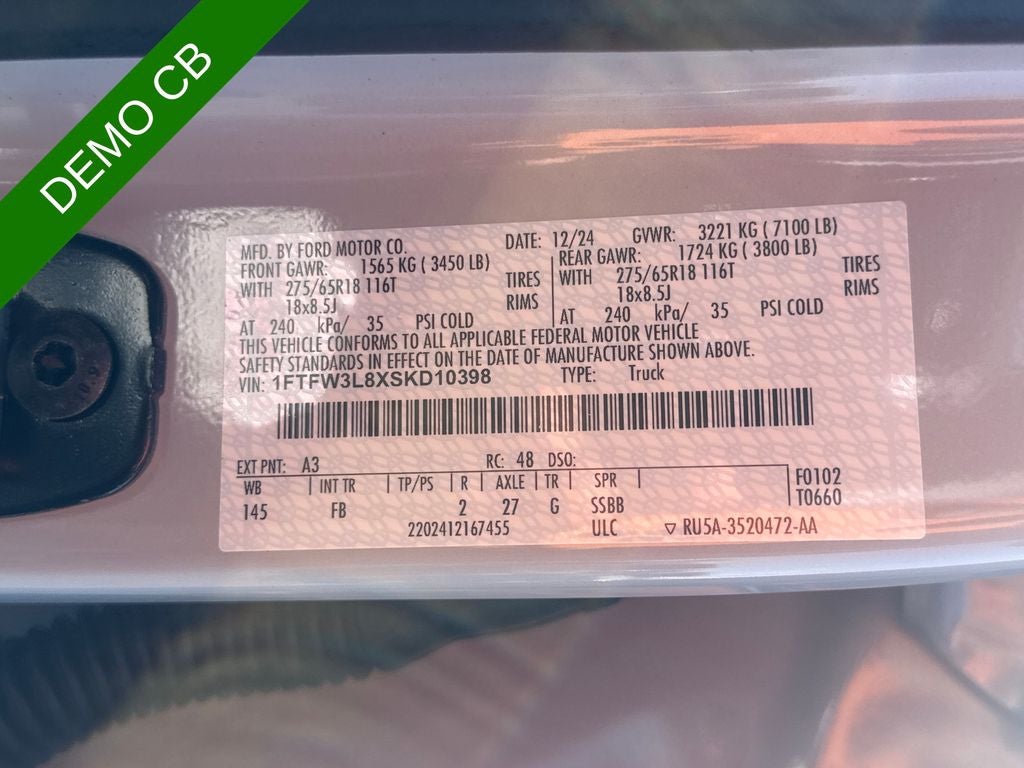 DEMO CB
MFD. BY FORD MOTOR CO. DATE: 12/24 GVWR: 3221 KG ( 7100 LB)
FRONT GAWR: 1565 KG ( 3450 LB) REAR GAWR: 1724 KG ( 3800 LB)
WITH 275/65R18 116T TIRES WITH 275/65R18 116T TIRES
18x8.5J RIMS 18x8.5J RIMS
AT 240 kPa/ 35 PSI COLD AT 240 kPa/ 35 PSI COLD
THIS VEHICLE CONFORMS TO ALL APPLICABLE FEDERAL MOTOR VEHICLE
SAFETY STANDARDS IN EFFECT ON THE DATE OF MANUFACTURE SHOWN ABOVE.
VIN: 1FTFW3L8XSKD10398 TYPE: Truck
EXT PNT: A3 RC: 48 DSO:
WB INT TR TP/PS R AXLE TR SPR F0102
145 FB 2 27 G SSBB T0660
2202412167455 ULC RU5A-3520472-AA